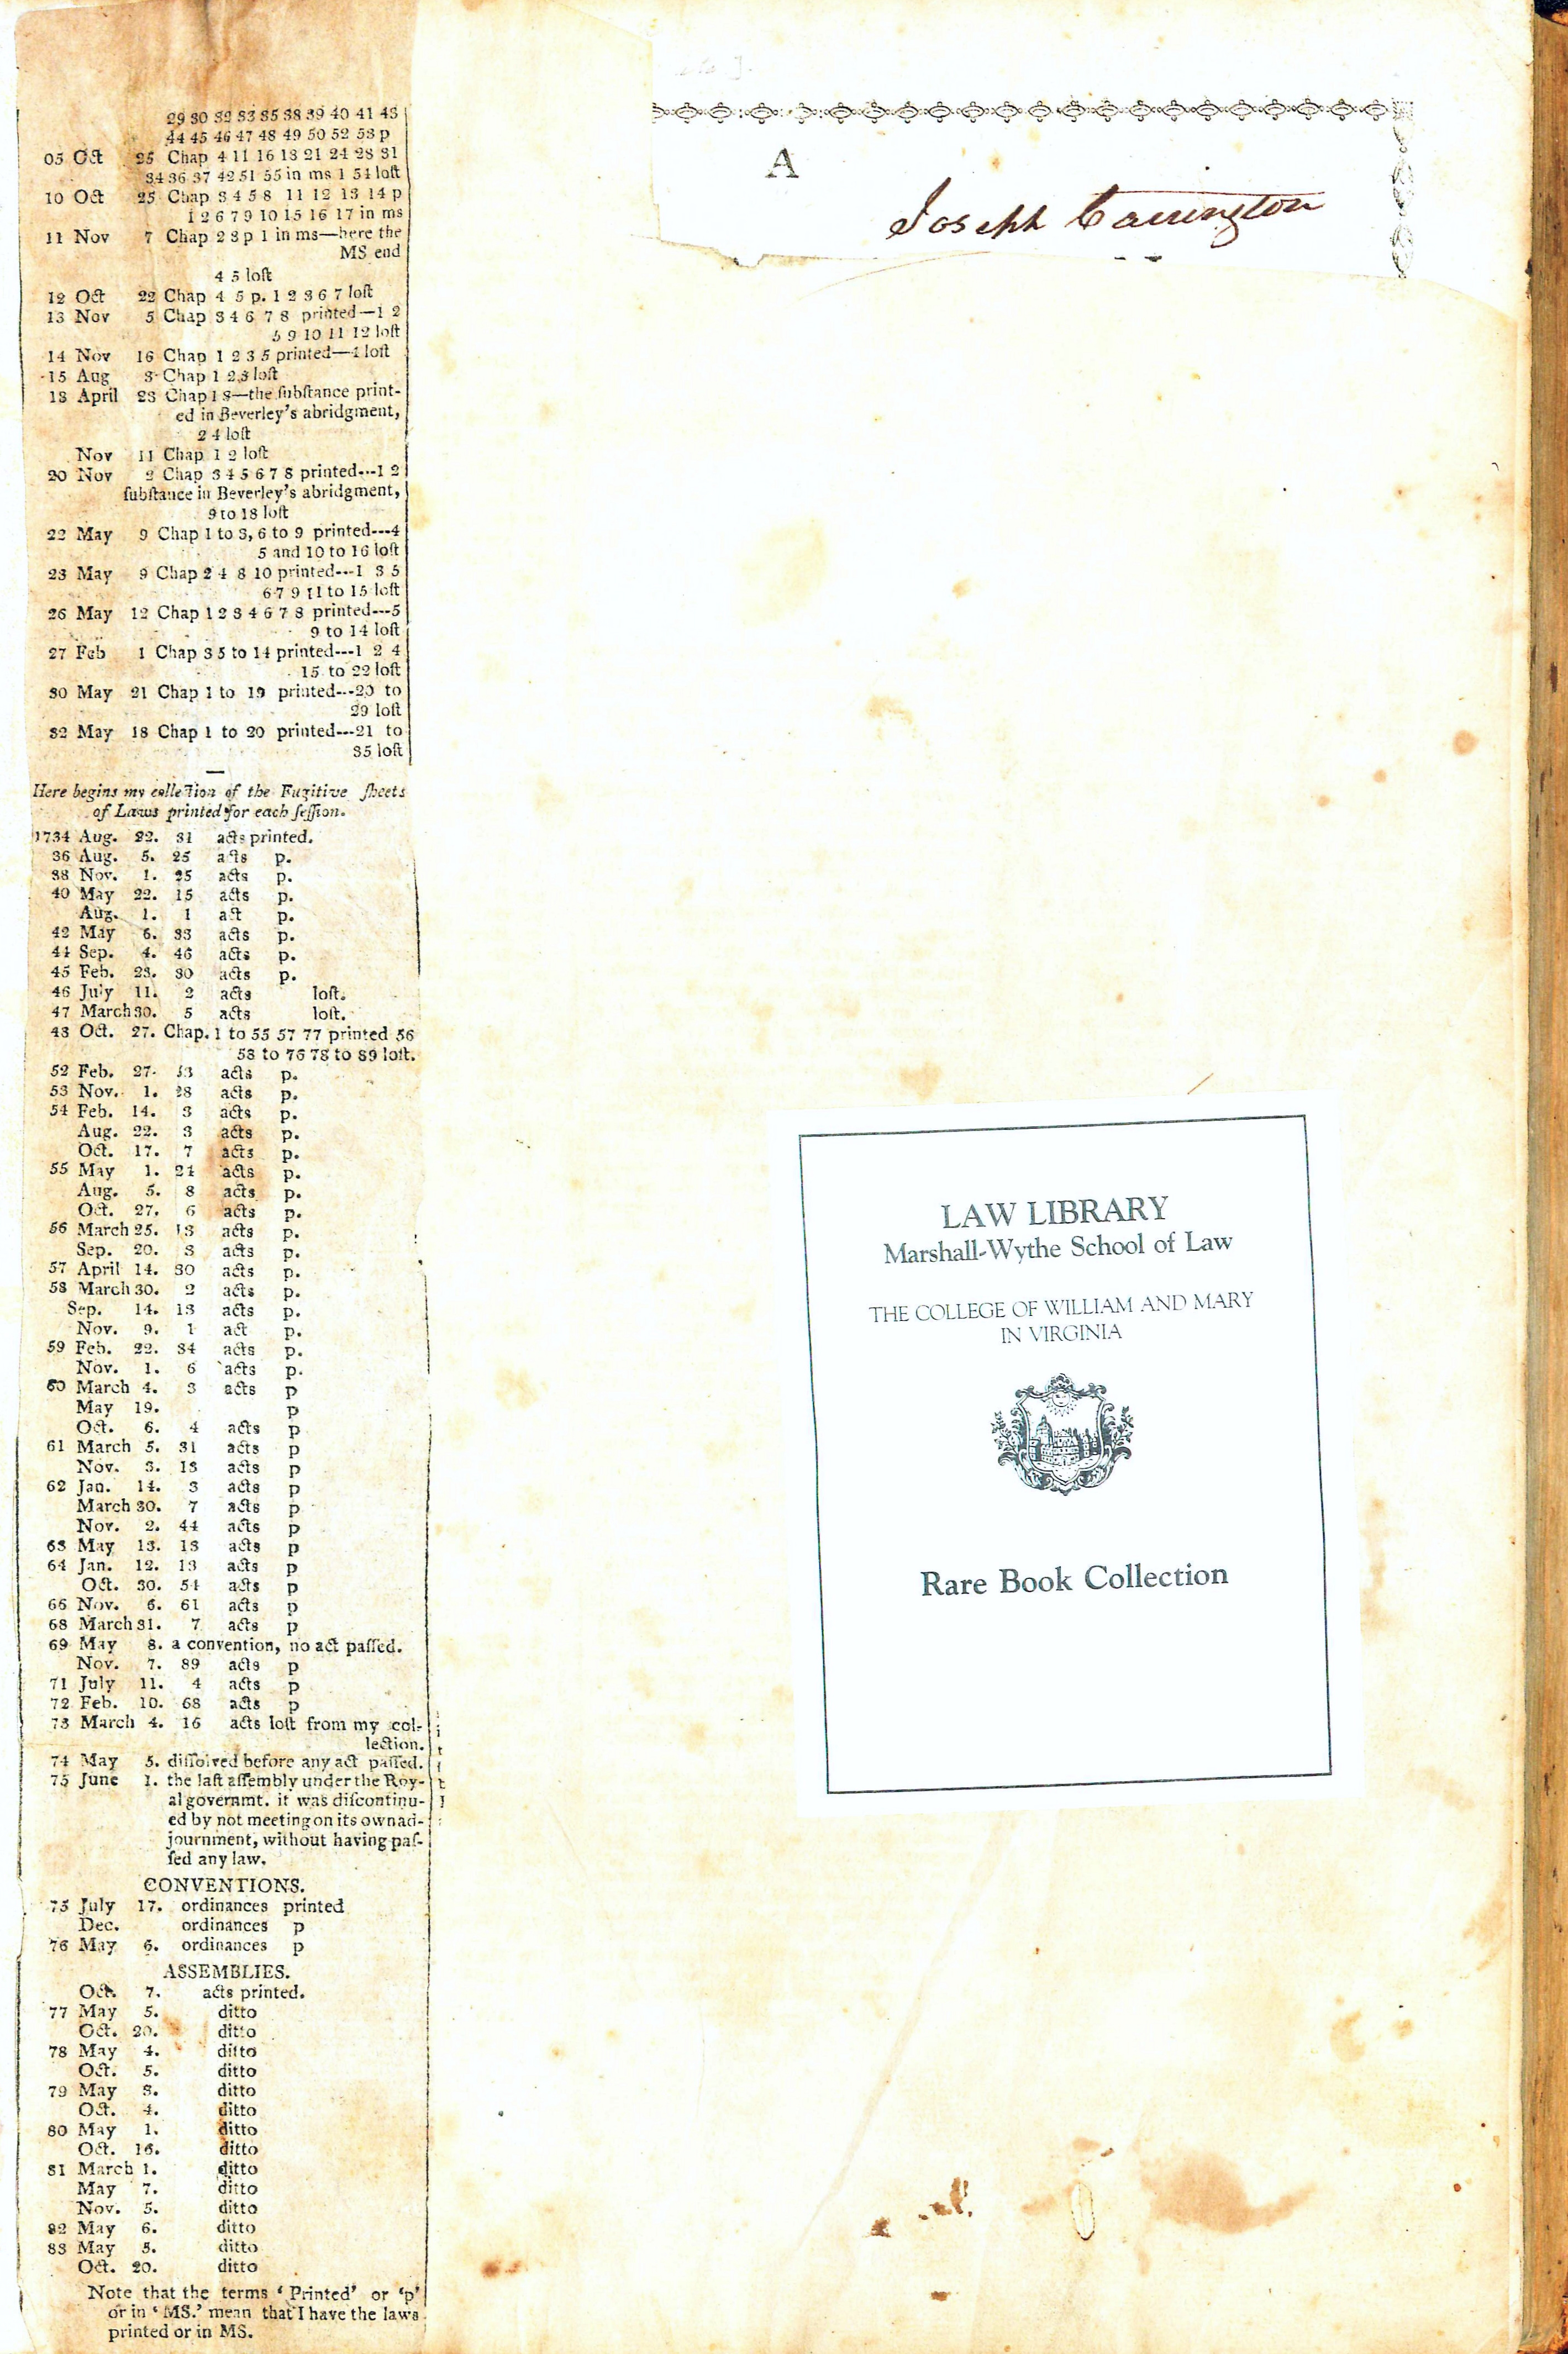 29 30 32 33 35 38 39 40 41 43
44 45 46 47 48 49 50 52 53 p
05 Oct 25 Chap 4 11 16 18 21 24 28 31
34 36 37 42 51 55 in ms 1 54 loſt
10 Oct 25 Chap 3 4 5 8 11 12 13 14 p
1 2 6 7 9 10 15 16 17 in ms
11 Nov 7 Chap 2 3 p 1 in ms—here the
MS end
4 5 loſt
12 Oct 22 Chap 4 5 p. 1 2 3 6 7 loſt
13 Nov 5 Chap 3 4 6 7 8 printed—1 2
5 9 10 11 12 loſt
14 Nov 16 Chap 1 2 3 5 printed—4 loſt
15 Aug 3 Chap 1 2 3 loſt
18 April 23 Chap 1 3—the ſubſtance print-
ed in Beverley's abridgment,
2 4 loſt
Nov 11 Chap 1 2 loſt
20 Nov 2 Chap 3 4 5 6 7 8 printed---1 2
ſubſtance in Beverley's abridgment,
9 to 18 loſt
22 May 9 Chap 1 to 3, 6 to 9 printed---4
5 and 10 to 16 loſt
23 May 9 Chap 2 4 8 10 printed---1 3 5
6 7 9 11 to 15 loſt
26 May 12 Chap 1 2 3 4 6 7 8 printed---5
9 to 14 loſt
27 Feb 1 Chap 3 5 to 14 printed---1 2 4
15 to 22 loſt
30 May 21 Chap 1 to 19 printed---20 to
29 loſt
32 May 18 Chap 1 to 20 printed---21 to
35 loſt
Here begins my collection of the Fugitive ſheets
of Laws printed for each ſeſſion.
1734 Aug. 22. 31 acts printed.
36 Aug. 5. 25 acts p.
38 Nov. 1. 25 acts p.
40 May 22. 15 acts p.
Aug. 1. 1 act p.
42 May 6. 33 acts p.
44 Sep. 4. 46 acts p.
45 Feb. 23. 30 acts p.
46 July 11. 2 acts loſt.
47 March 30. 5 acts loſt.
48 Oct. 27. Chap. 1 to 55 57 77 printed 56
58 to 76 78 to 89 loſt.
52 Feb. 27. 53 acts p.
53 Nov. 1. 28 acts p.
54 Feb. 14. 3 acts p.
Aug. 22. 3 acts p.
Oct. 17. 7 acts p.
55 May 1. 24 acts p.
Aug. 5. 8 acts p.
Oct. 27. 6 acts p.
56 March 25. 13 acts p.
Sep. 20. 3 acts p.
57 April 14. 30 acts p.
58 March 30. 2 acts p.
Sep. 14. 13 acts p.
Nov. 9. 1 act p.
59 Feb. 22. 34 acts p.
Nov. 1. 6 acts p.
60 March 4. 3 acts p
May 19. p
Oct. 6. 4 acts p
61 March 5. 31 acts p
Nov. 3. 13 acts p
62 Jan. 14. 3 acts p
March 30. 7 acts p
Nov. 2. 44 acts p
63 May 13. 13 acts p
64 Jan. 12. 13 acts p
Oct. 30. 54 acts p
66 Nov. 6. 61 acts p
68 March 31. 7 acts p
69 May 8. a convention, no act paſſed.
Nov. 7. 89 acts p
71 July 11. 4 acts p
72 Feb. 10. 68 acts p
73 March 4. 16 acts loſt from my col-
lection.
74 May 5. diſſolved before any act paſſed.
75 June 1. the laſt aſſembly under the Roy-
al governmt. it was diſcontinu-
ed by not meeting on its own ad-
journment, without having paſ-
ſed any law.
CONVENTIONS.
75 July 17. ordinances printed
Dec. ordinances p
76 May 6. ordinances p
ASSEMBLIES.
Oct. 7. acts printed.
77 May 5. ditto
Oct. 20. ditto
78 May 4. ditto
Oct. 5. ditto
79 May 3. ditto
Oct. 4. ditto
80 May 1. ditto
Oct. 16. ditto
81 March 1. ditto
May 7. ditto
Nov. 5. ditto
82 May 6. ditto
83 May 5. ditto
Oct. 20. ditto
Note that the terms 'Printed' or 'p'
or in 'MS.' mean that I have the laws
printed or in MS.
A
Joseph Carrington
LAW LIBRARY
Marshall-Wythe School of Law
THE COLLEGE OF WILLIAM AND MARY
IN VIRGINIA
Rare Book Collection